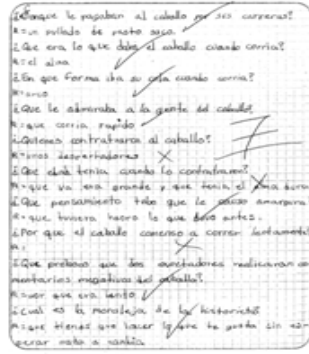 ¿Porque le pagaban al caballo por sus carreras?
R= un puñado de pasto seco.
¿Que era lo que daba el caballo cuando corria?
R= el alma
¿En que forma iba su cola cuando corria?
R= arco
¿Que le admiraba a la gente del caballo?
R= que corria rapido
¿Quienes contrataron al caballo?
R= unos
¿Que edad tenia cuando lo contrataron?
R= que ya era grande y que tenia el alma dura
¿Que pensamiento tubo que le
R= que tuviera hacer lo que hizo antes.
¿Por que el caballo comenso a correr lentamente?
R=
¿Que probaco que dos espectadores realizaran co
mentarios negativos del caballo?
R= ver que era lento
¿Cual es la moraleja de la historieta?
R= que tienes que hacer lo que te gusta sin es-
perar nada a cambio.